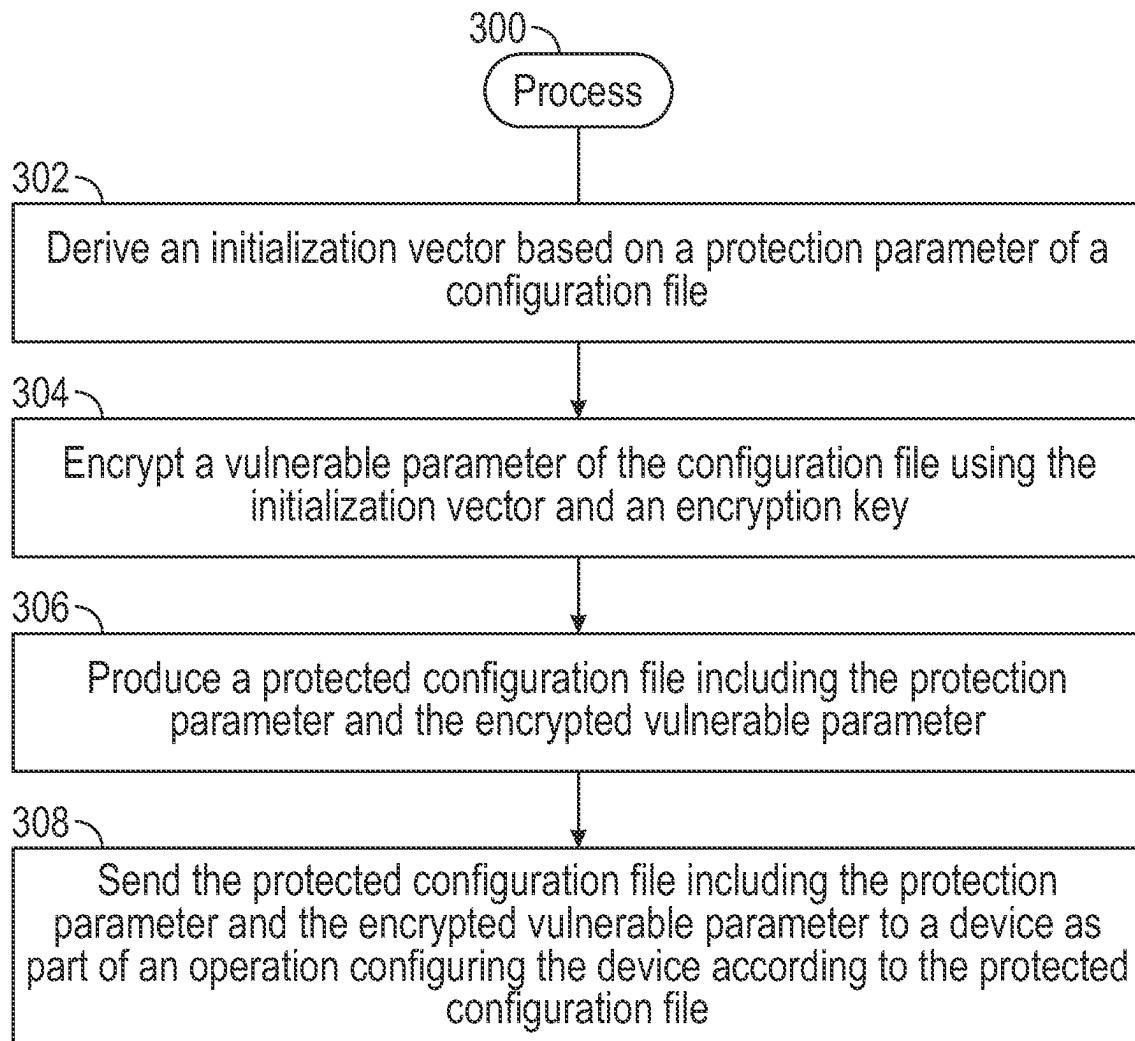 300
Process
302
Derive an initialization vector based on a protection parameter of a
configuration file
304
Encrypt a vulnerable parameter of the configuration file using the
initialization vector and an encryption key
306
Produce a protected configuration file including the protection
parameter and the encrypted vulnerable parameter
308
Send the protected configuration file including the protection
parameter and the encrypted vulnerable parameter to a device as
part of an operation configuring the device according to the protected
configuration file